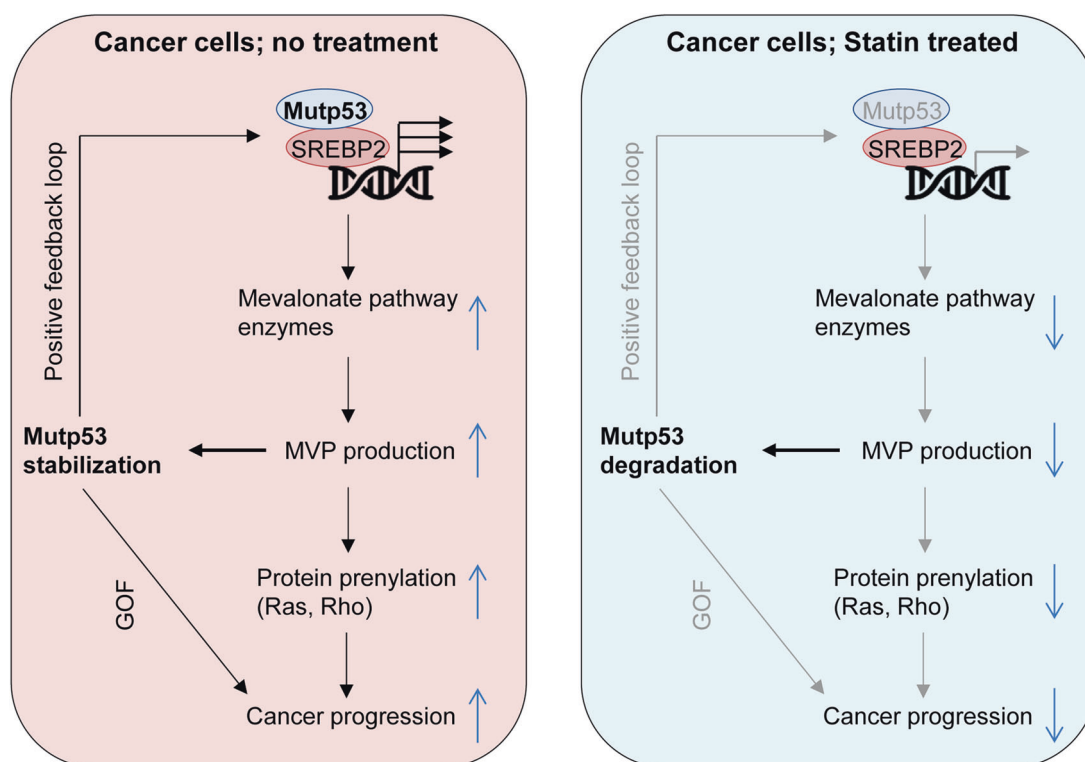 Cancer cells; no treatment
Mutp53
SREBP2
Positive feedback loop
Mevalonate pathway
enzymes
Mutp53
stabilization
MVP production
GOF
Protein prenylation
(Ras, Rho)
Cancer progression
Cancer cells; Statin treated
Mutp53
SREBP2
Positive feedback loop
Mevalonate pathway
enzymes
Mutp53
degradation
MVP production
GOF
Protein prenylation
(Ras, Rho)
Cancer progression